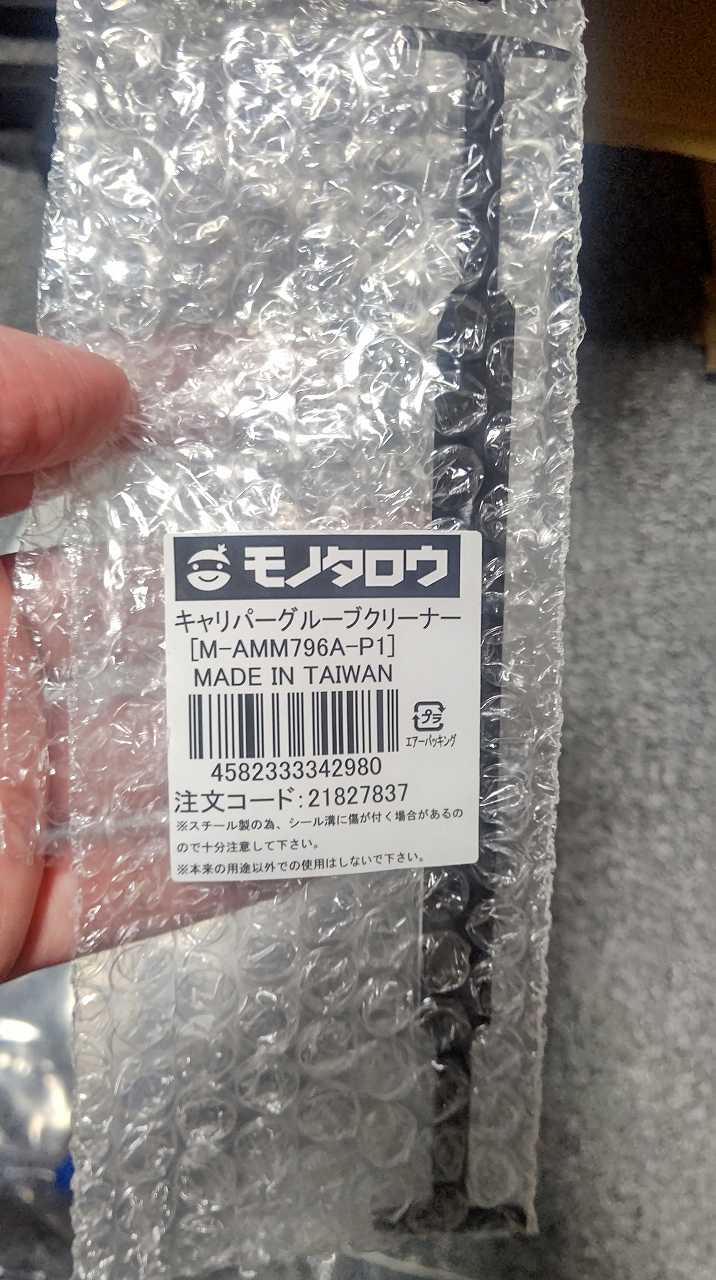 モノタロウ
キャリパーグルーブクリーナー
[M-AMM796A-P1]
MADE IN TAIWAN
プラ
エアーパッキング
4582333342980
注文コード:21827837
※スチール製の為、シール溝に傷が付く場合があるの
ので十分注意して下さい。
※本来の用途以外での使用はしないで下さい。